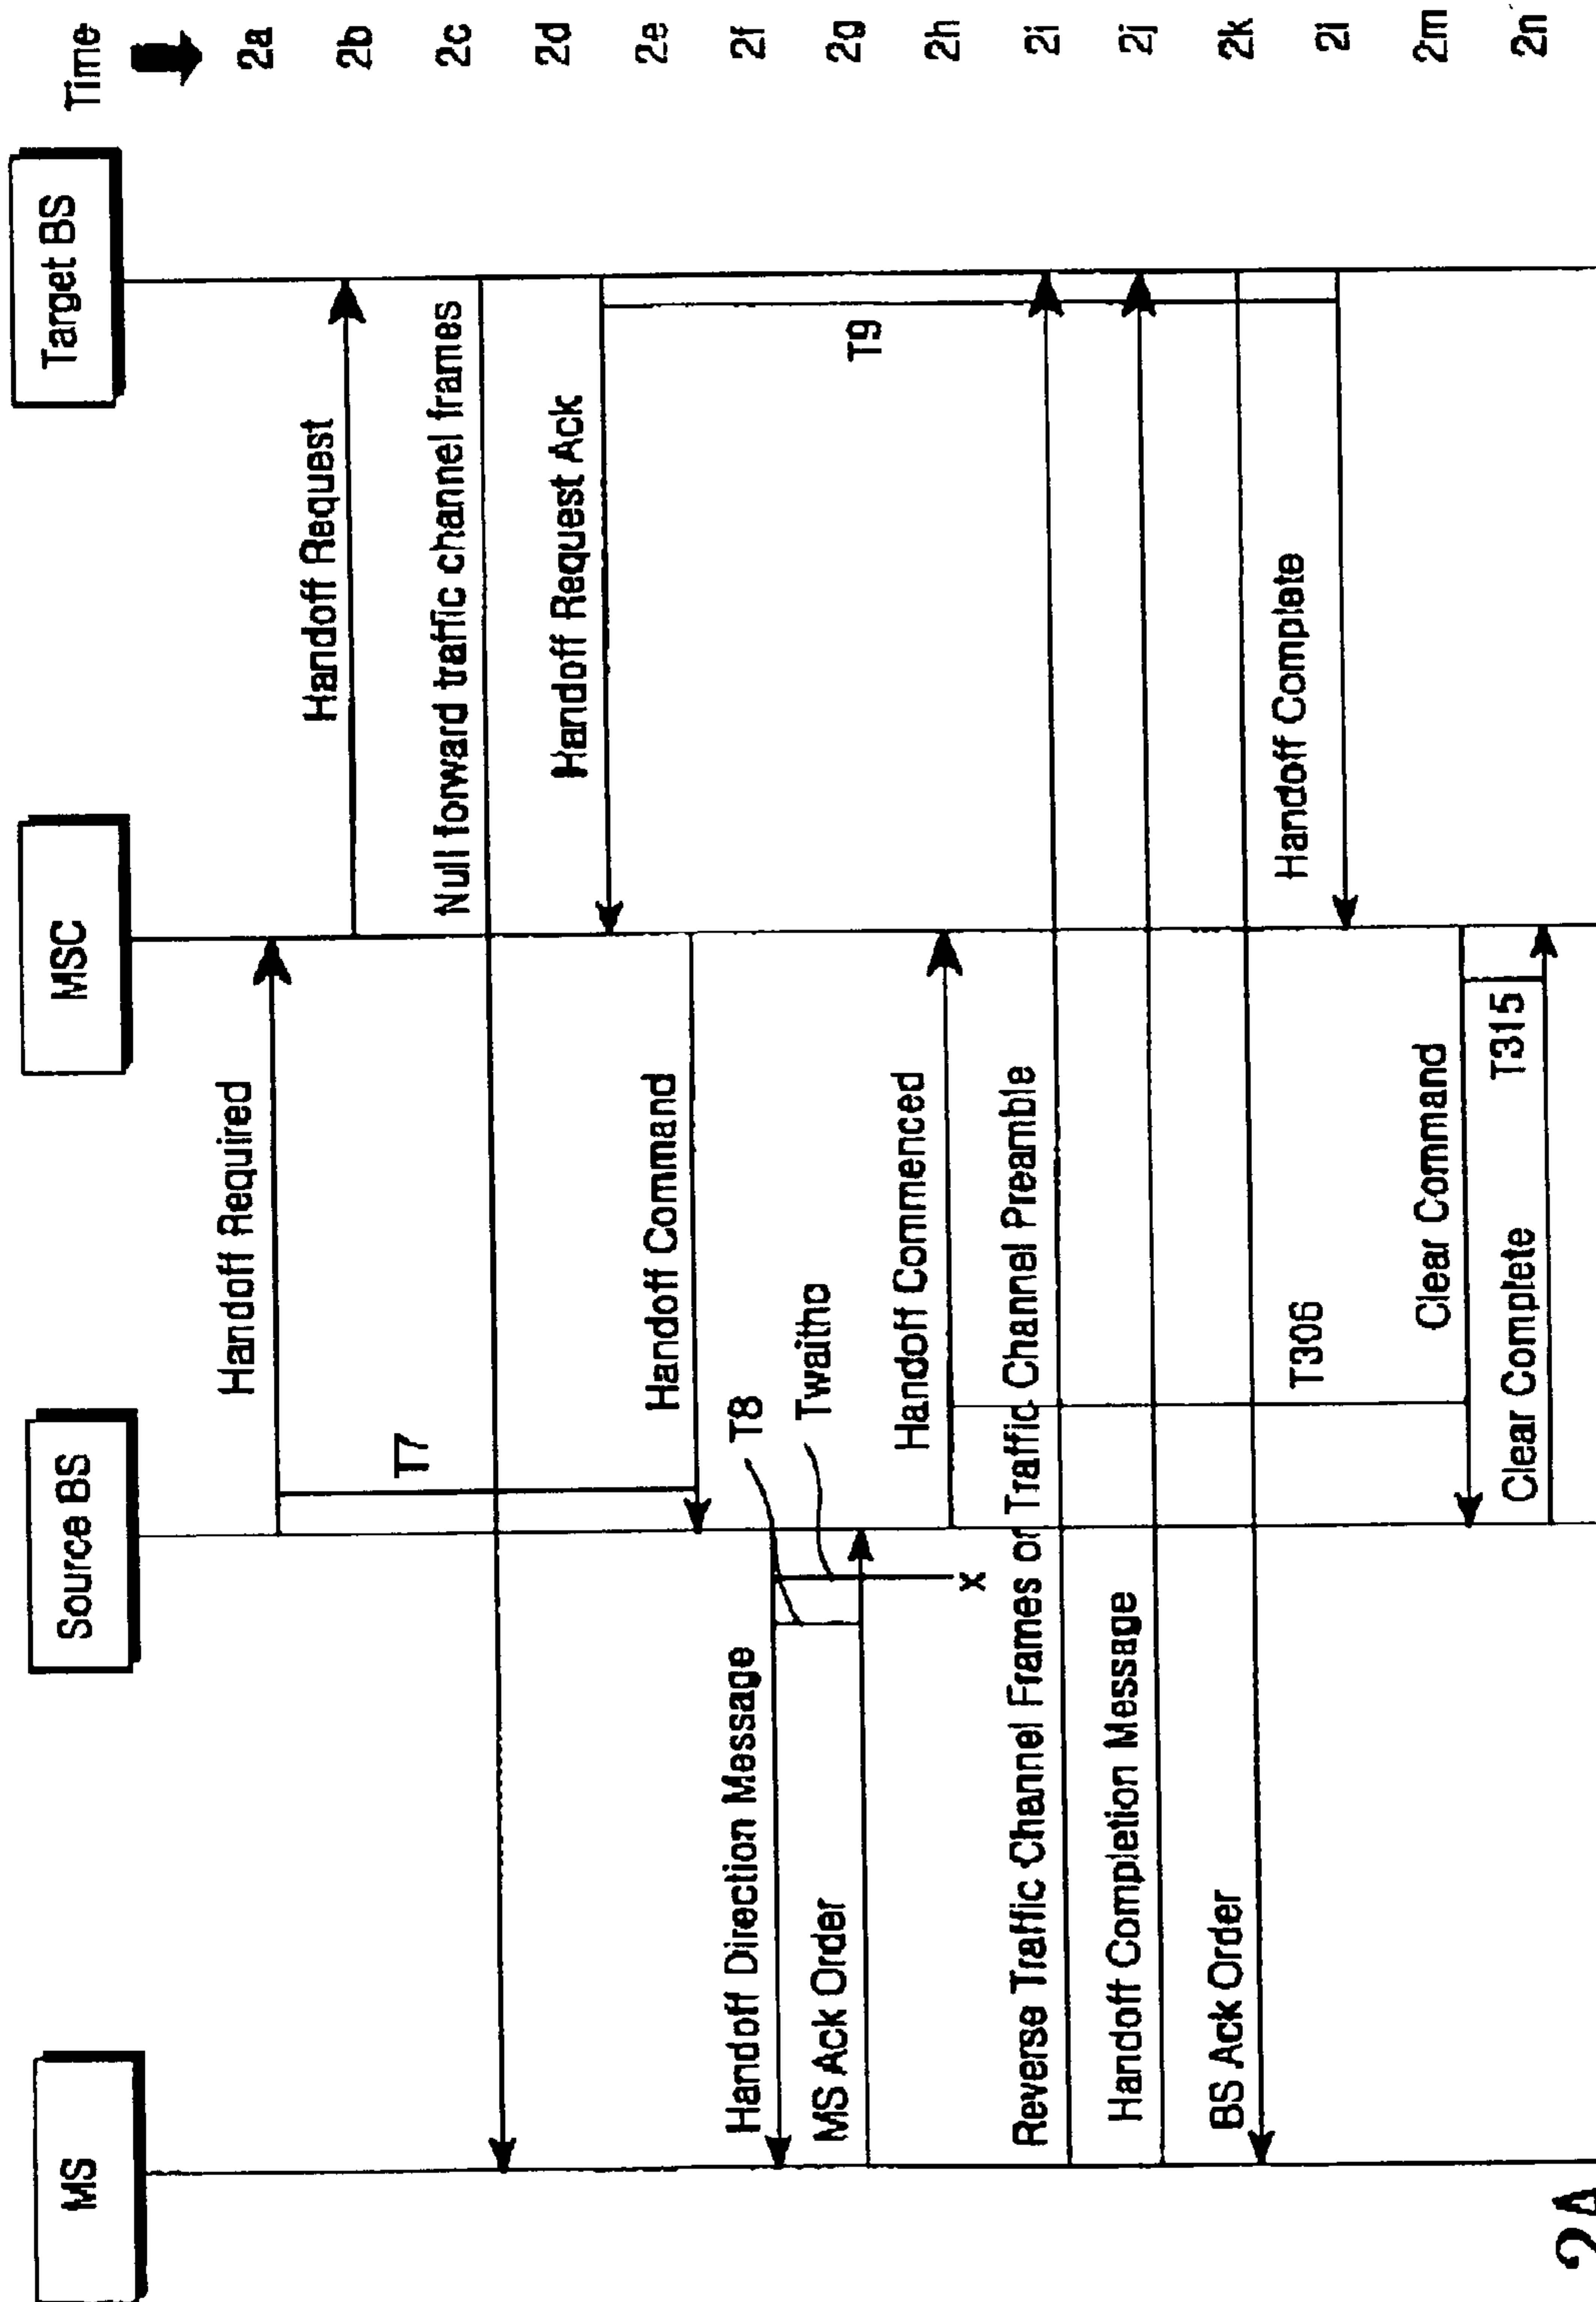 MS
Source BS
MSC
Target BS
Time
Handoff Required
2a
Handoff Request
2b
Null forward traffic channel frames
2c
T7
Handoff Request Ack
2d
Handoff Command
2e
Handoff Direction Message
T8
2f
MS Ack Order
Twaitho
T9
2g
x
Handoff Commenced
2h
Reverse Traffic Channel Frames or Traffic Channel Preamble
2i
Handoff Completion Message
2j
BS Ack Order
2k
T306
Handoff Complete
2l
Clear Command
2m
Clear Complete
T315
2n
2A